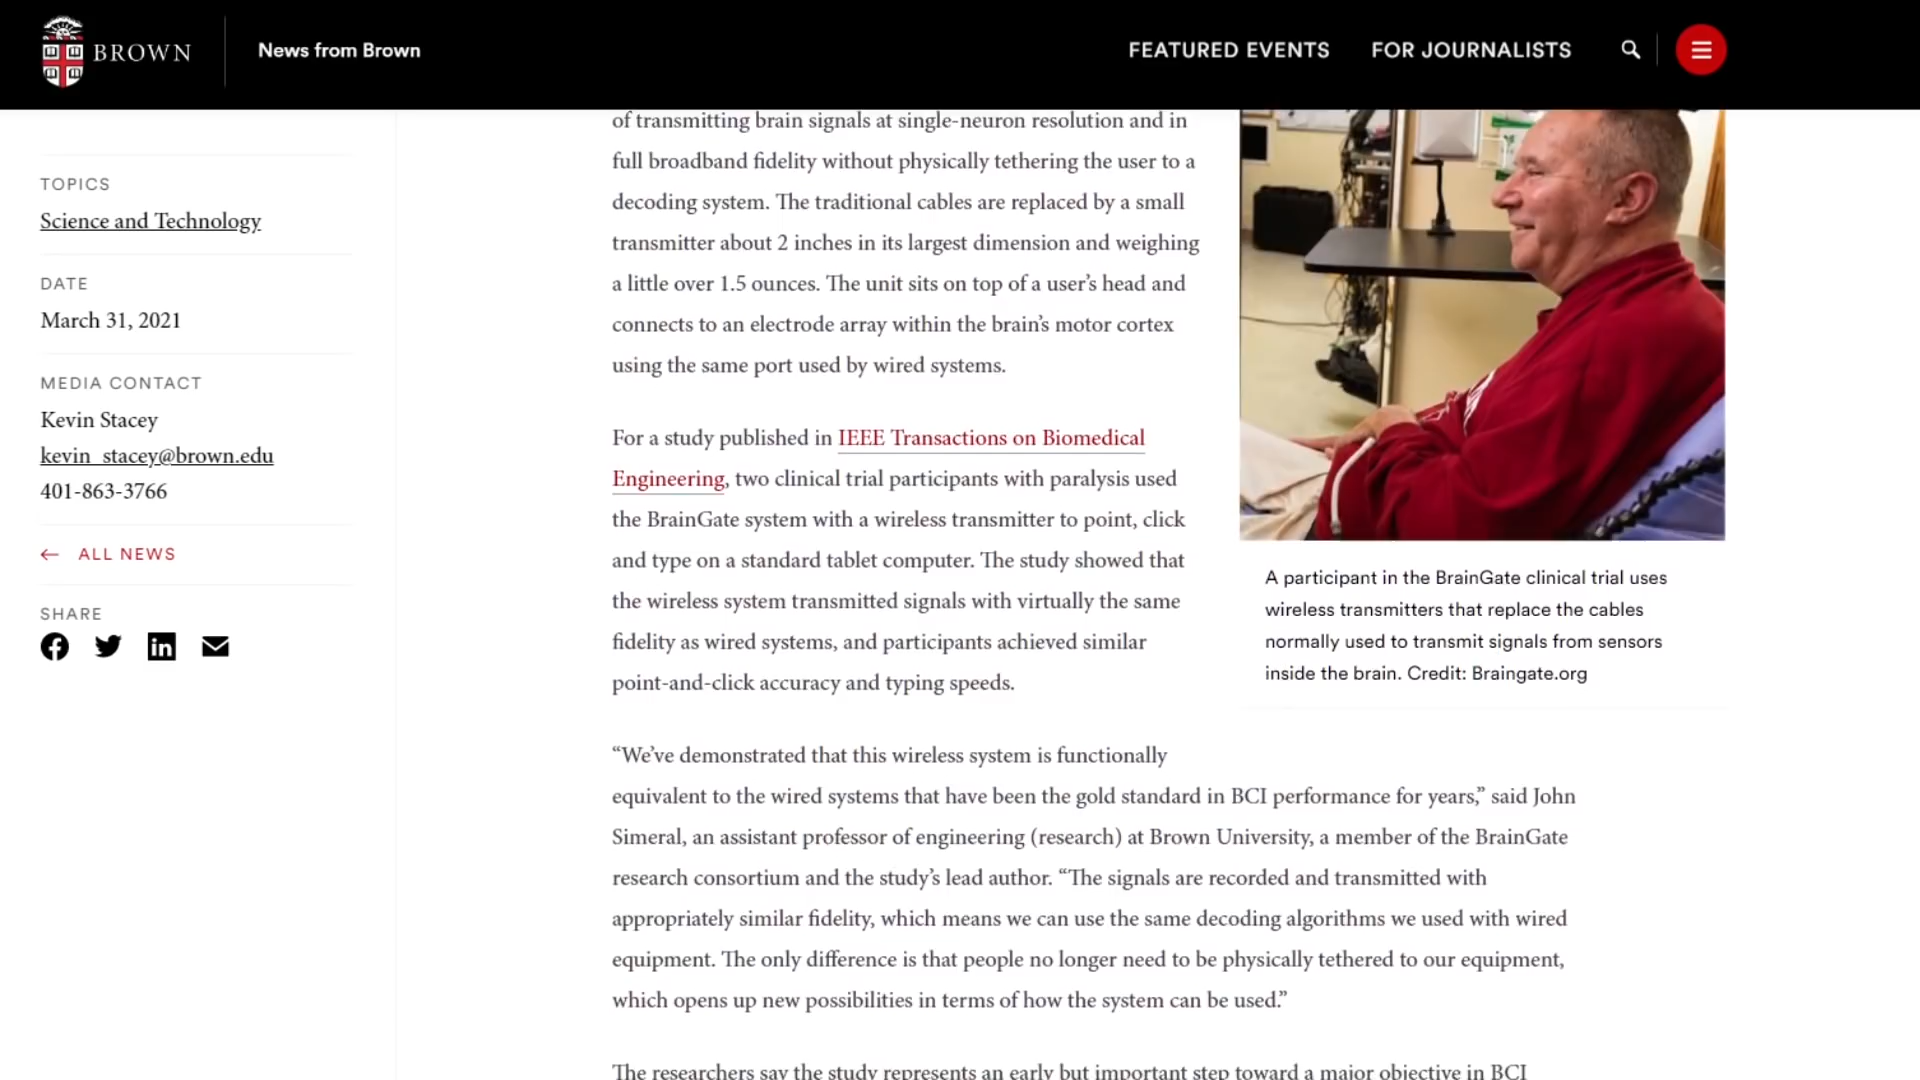 BROWN
News from Brown
FEATURED EVENTS
FOR JOURNALISTS
TOPICS
Science and Technology
DATE
March 31, 2021
MEDIA CONTACT
Kevin Stacey
kevin_stacey@brown.edu
401-863-3766
← ALL NEWS
SHARE
of transmitting brain signals at single-neuron resolution and in
full broadband fidelity without physically tethering the user to a
decoding system. The traditional cables are replaced by a small
transmitter about 2 inches in its largest dimension and weighing
a little over 1.5 ounces. The unit sits on top of a user’s head and
connects to an electrode array within the brain’s motor cortex
using the same port used by wired systems.
For a study published in IEEE Transactions on Biomedical
Engineering, two clinical trial participants with paralysis used
the BrainGate system with a wireless transmitter to point, click
and type on a standard tablet computer. The study showed that
the wireless system transmitted signals with virtually the same
fidelity as wired systems, and participants achieved similar
point-and-click accuracy and typing speeds.
A participant in the BrainGate clinical trial uses
wireless transmitters that replace the cables
normally used to transmit signals from sensors
inside the brain. Credit: Braingate.org
“We’ve demonstrated that this wireless system is functionally
equivalent to the wired systems that have been the gold standard in BCI performance for years,” said John
Simeral, an assistant professor of engineering (research) at Brown University, a member of the BrainGate
research consortium and the study’s lead author. “The signals are recorded and transmitted with
appropriately similar fidelity, which means we can use the same decoding algorithms we used with wired
equipment. The only difference is that people no longer need to be physically tethered to our equipment,
which opens up new possibilities in terms of how the system can be used.”
The researchers say the study represents an early but important step toward a major objective in BCI